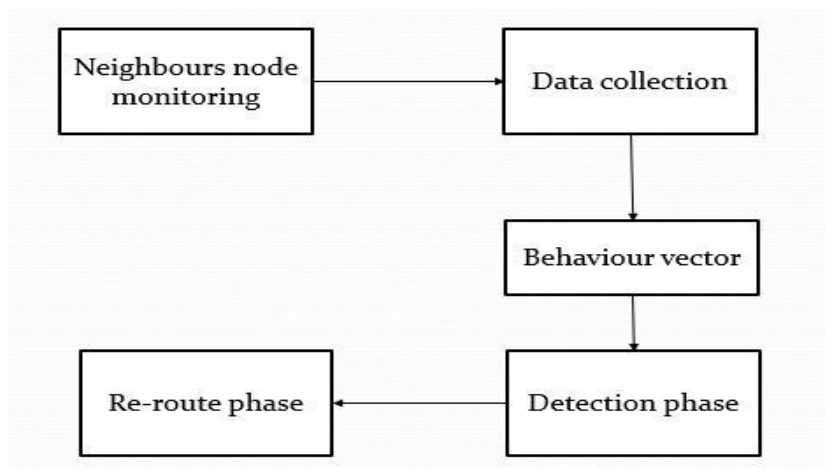 Neighbours node
monitoring
Data collection
Behaviour vector
Detection phase
Re-route phase